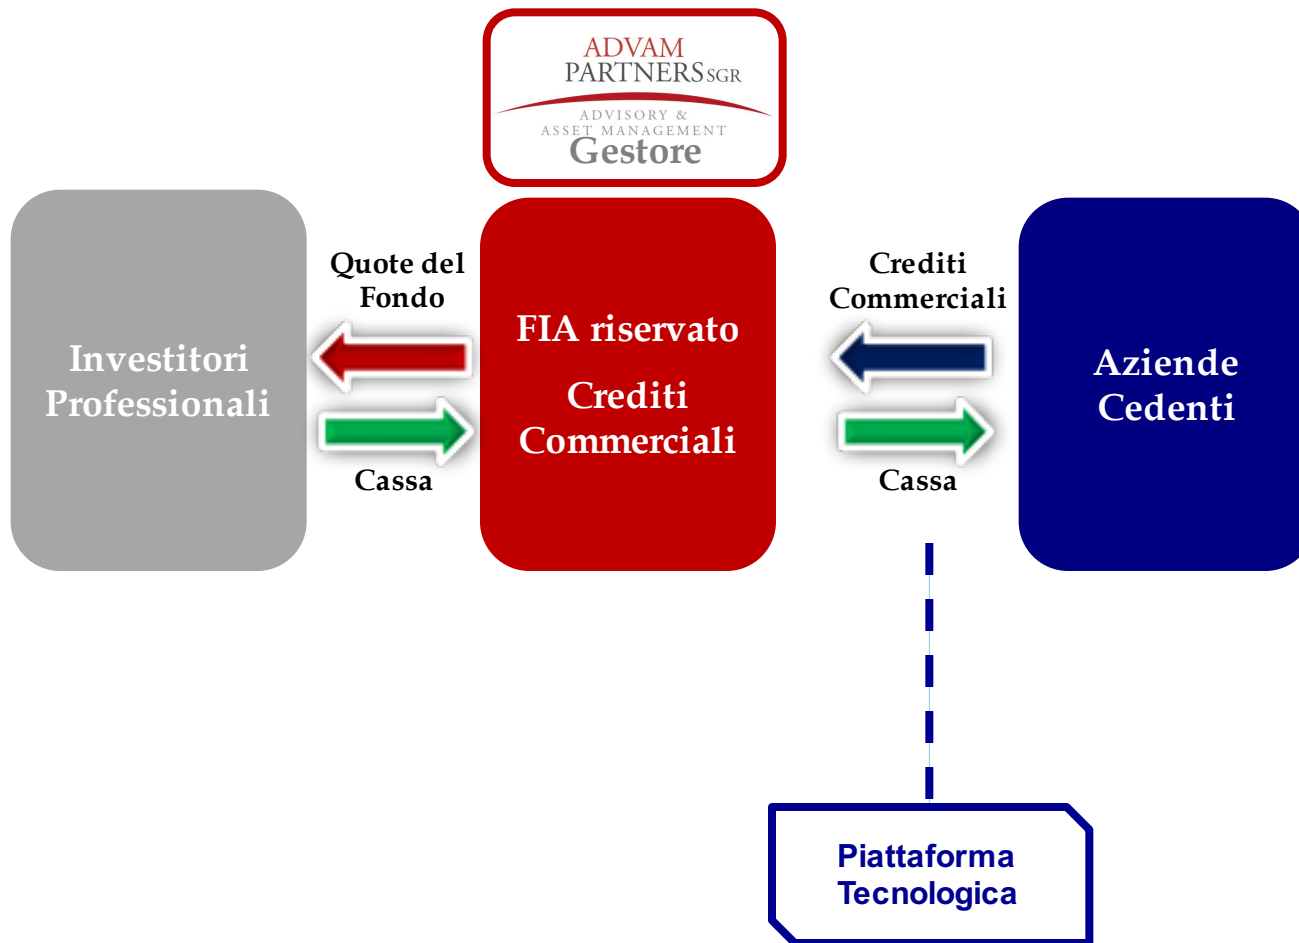 ADVAM
PARTNERS SGR
ADVISORY &
ASSET MANAGEMENT
Gestore
Investitori
Professionali
Quote del
Fondo
Cassa
FIA riservato
Crediti
Commerciali
Crediti
Commerciali
Cassa
Aziende
Cedenti
Piattaforma
Tecnologica